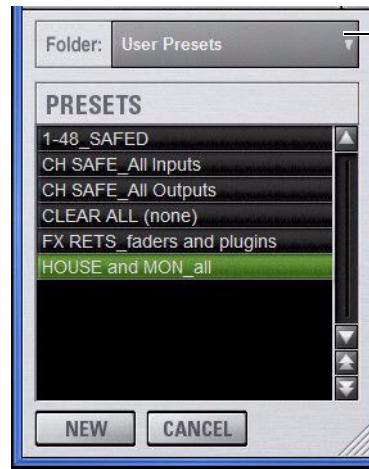 Folder: User Presets
PRESETS
1-48_SAFED
CH SAFE_All Inputs
CH SAFE_All Outputs
CLEAR ALL (none)
FX RETS_faders and plugins
HOUSE and MON_all
NEW CANCEL